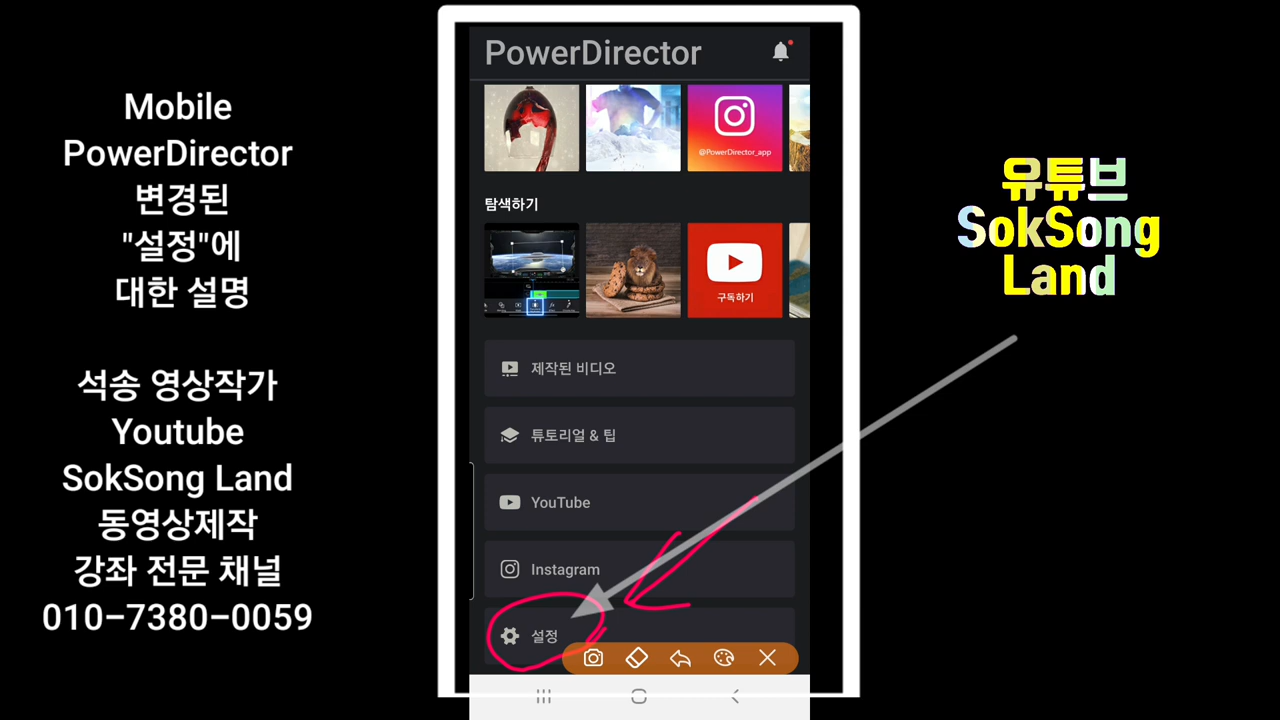 Mobile
PowerDirector
변경된
"설정"에
대한 설명
석송 영상작가
Youtube
SokSong Land
동영상제작
강좌 전문 채널
010-7380-0059
PowerDirector
@PowerDirector_app
탐색하기
구독하기
제작된 비디오
튜토리얼 & 팁
YouTube
Instagram
설정
유튜브
SokSong
Land